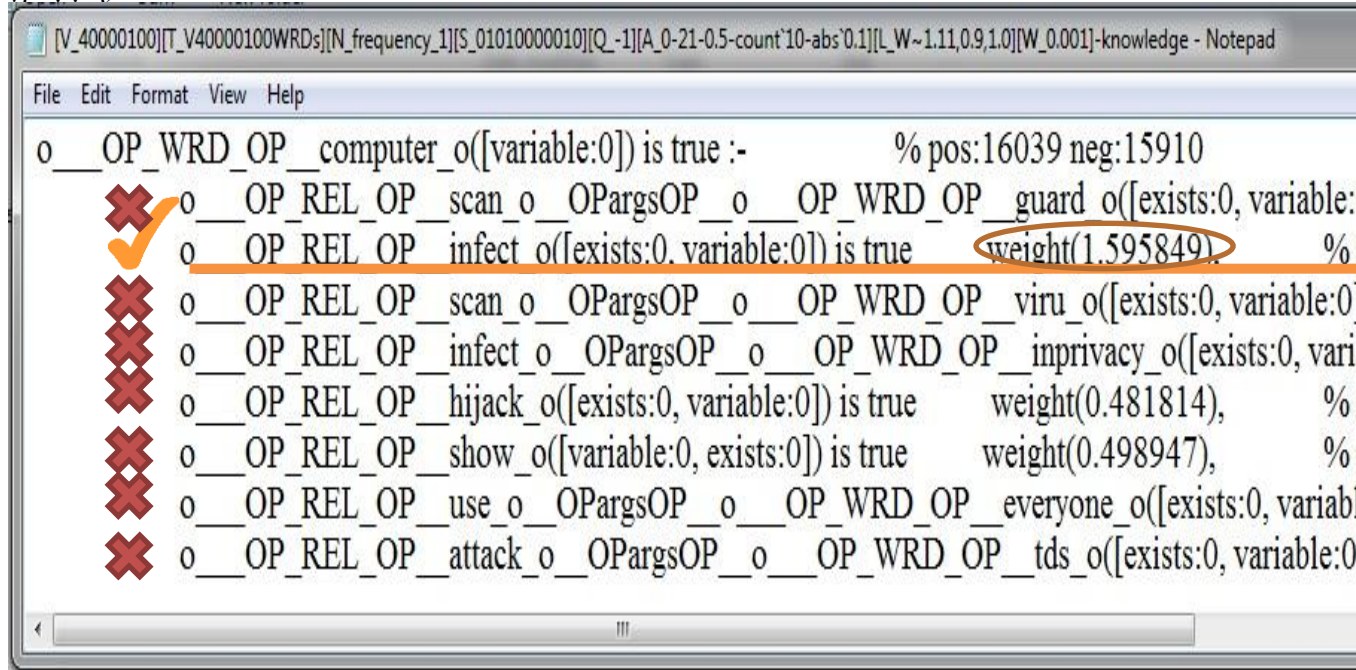 [V_40000100][T_V40000100WRDs][N_frequency_1][S_01010000010][Q_-1][A_0-21-0.5-count`10-abs`0.1][L_W~1.11,0.9,1.0][W_0.001]-knowledge - Notepad
File Edit Format View Help
o___OP_WRD_OP__computer_o([variable:0]) is true :- % pos:16039 neg:15910
o___OP_REL_OP__scan_o__OPargsOP__o___OP_WRD_OP__guard_o([exists:0, variable:
o___OP_REL_OP__infect_o([exists:0, variable:0]) is true weight(1.595849), %
o___OP_REL_OP__scan_o__OPargsOP__o___OP_WRD_OP__viru_o([exists:0, variable:0]
o___OP_REL_OP__infect_o__OPargsOP__o___OP_WRD_OP__inprivacy_o([exists:0, vari
o___OP_REL_OP__hijack_o([exists:0, variable:0]) is true weight(0.481814), %
o___OP_REL_OP__show_o([variable:0, exists:0]) is true weight(0.498947), %
o___OP_REL_OP__use_o__OPargsOP__o___OP_WRD_OP__everyone_o([exists:0, variabl
o___OP_REL_OP__attack_o__OPargsOP__o___OP_WRD_OP__tds_o([exists:0, variable:0